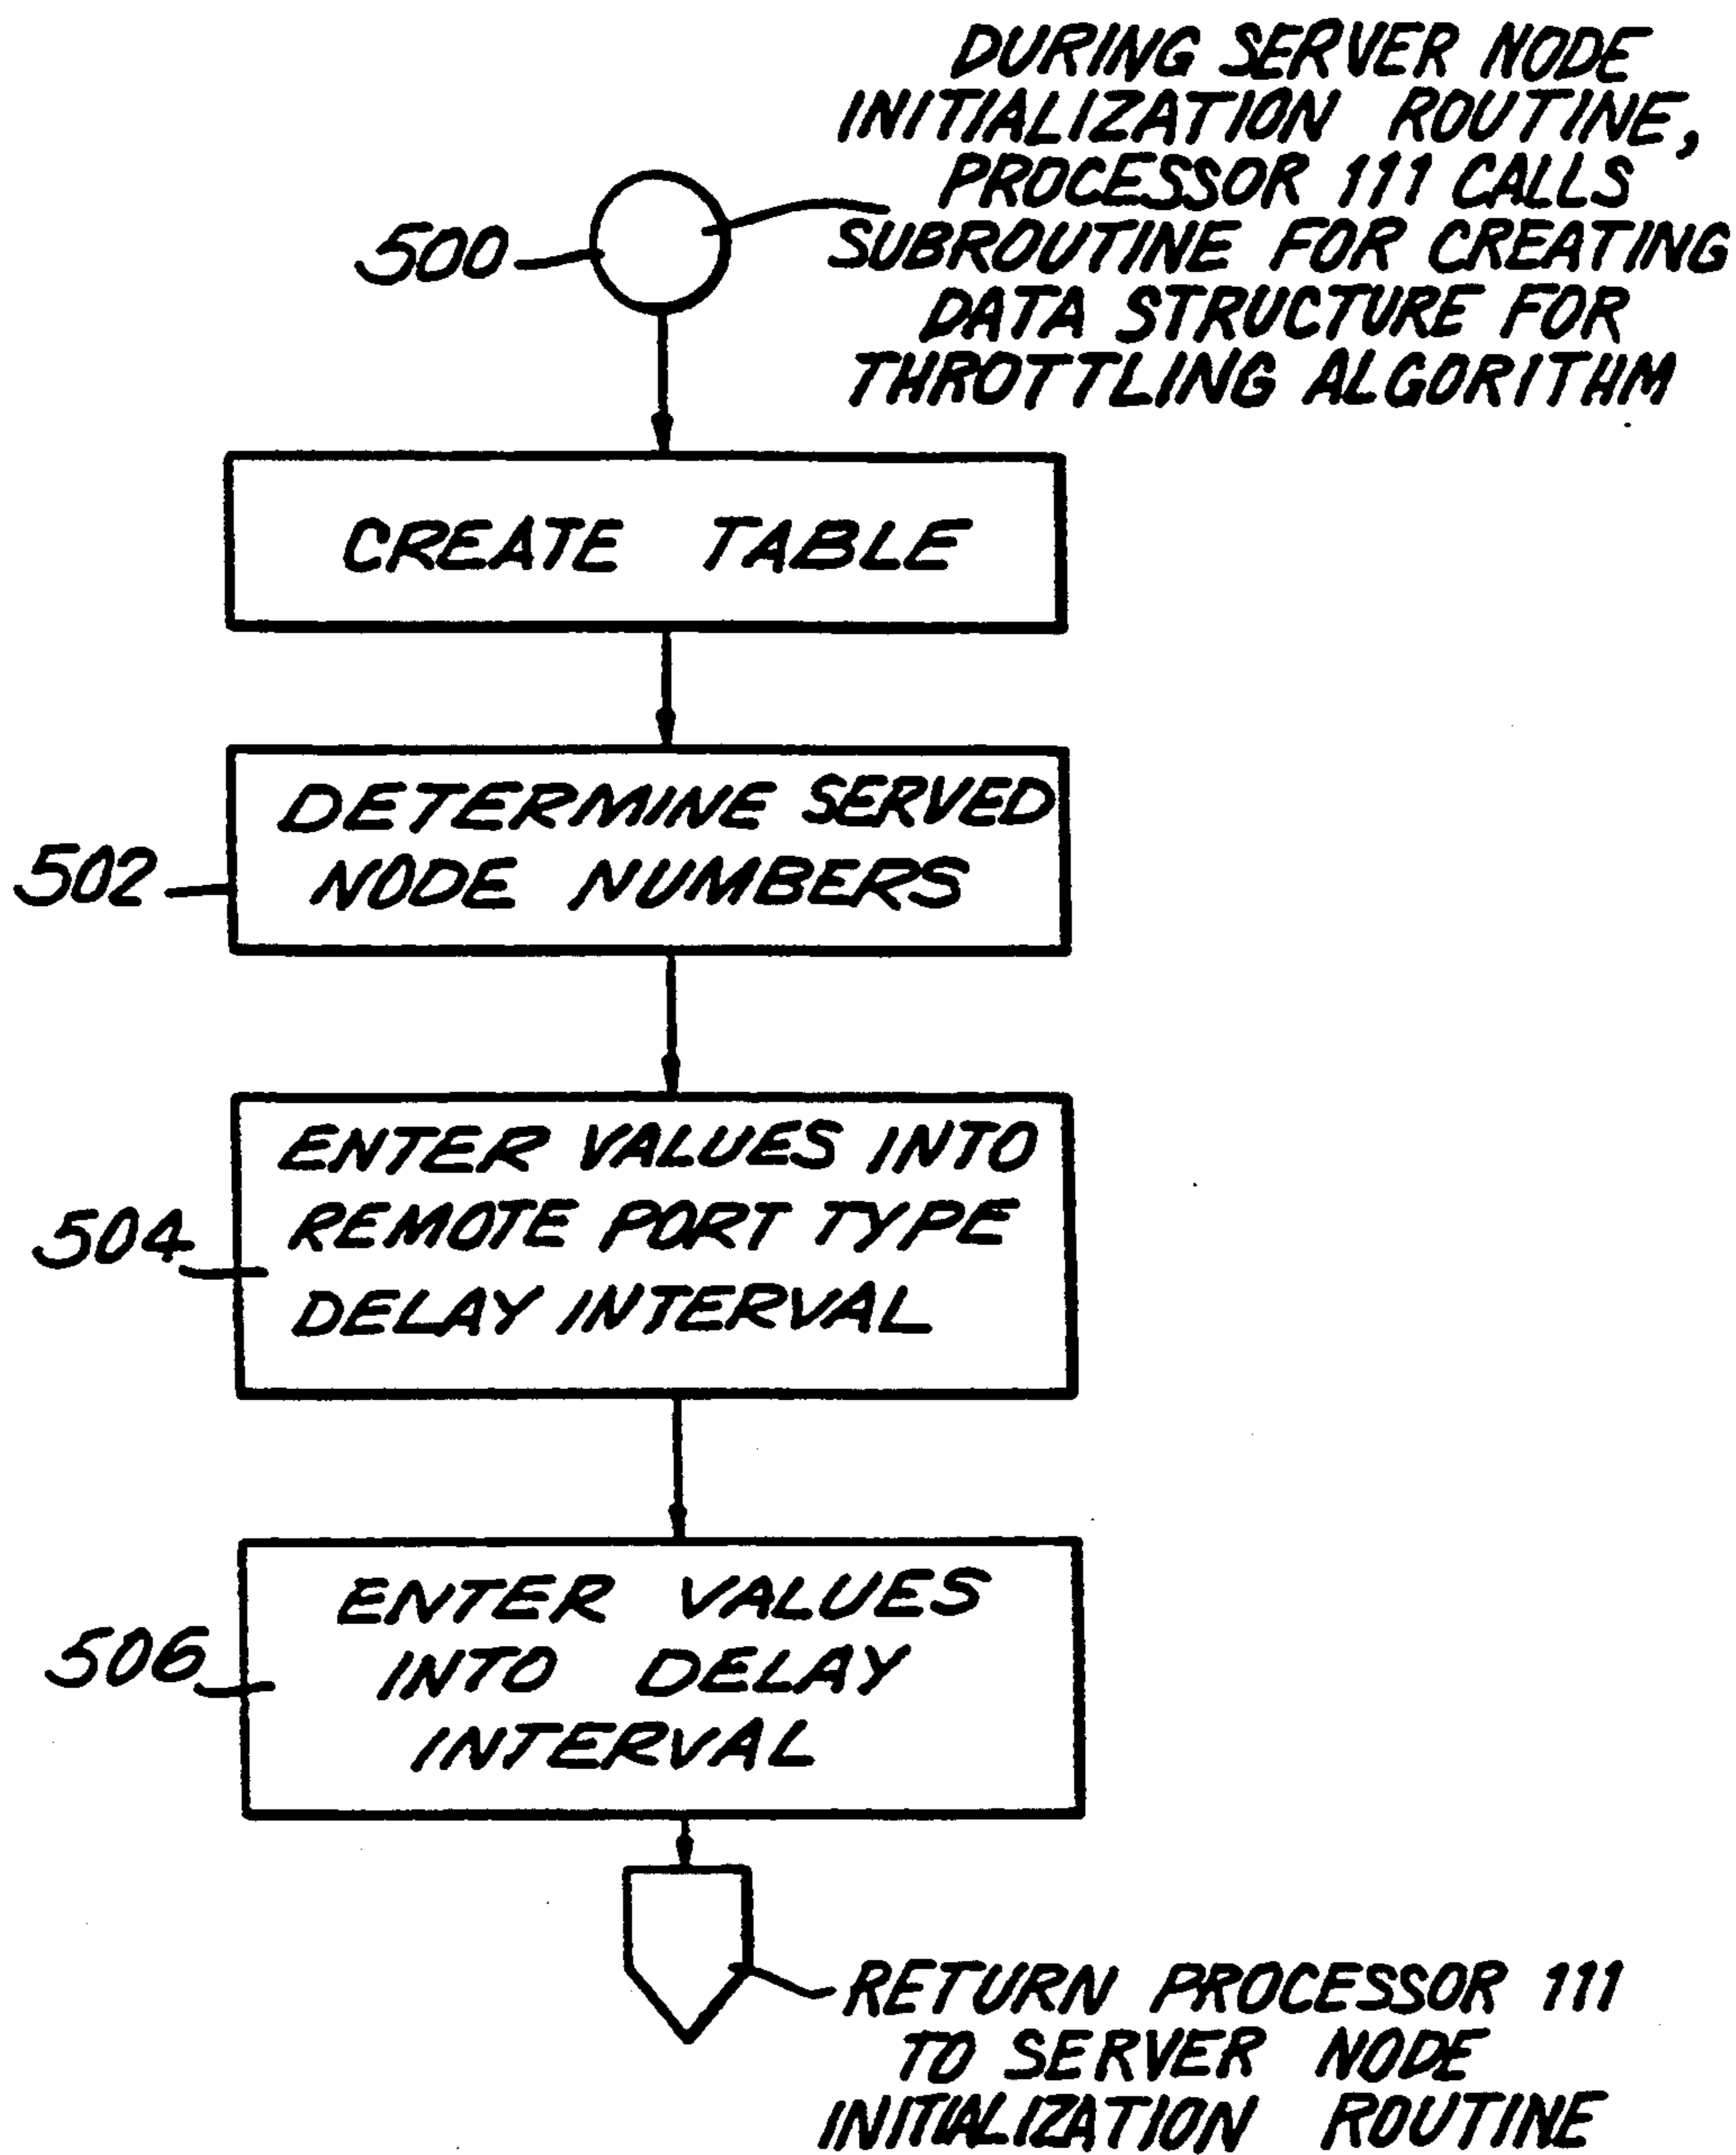 DURING SERVER NODE
INITIALIZATION ROUTINE,
PROCESSOR 111 CALLS
SUBROUTINE FOR CREATING
DATA STRUCTURE FOR
THROTTLING ALGORITHM
500
CREATE TABLE
DETERMINE SERVED
NODE NUMBERS
502
ENTER VALUES INTO
REMOTE PORT TYPE
DELAY INTERVAL
504
ENTER VALUES
INTO DELAY
INTERVAL
506
RETURN PROCESSOR 111
TO SERVER NODE
INITIALIZATION ROUTINE